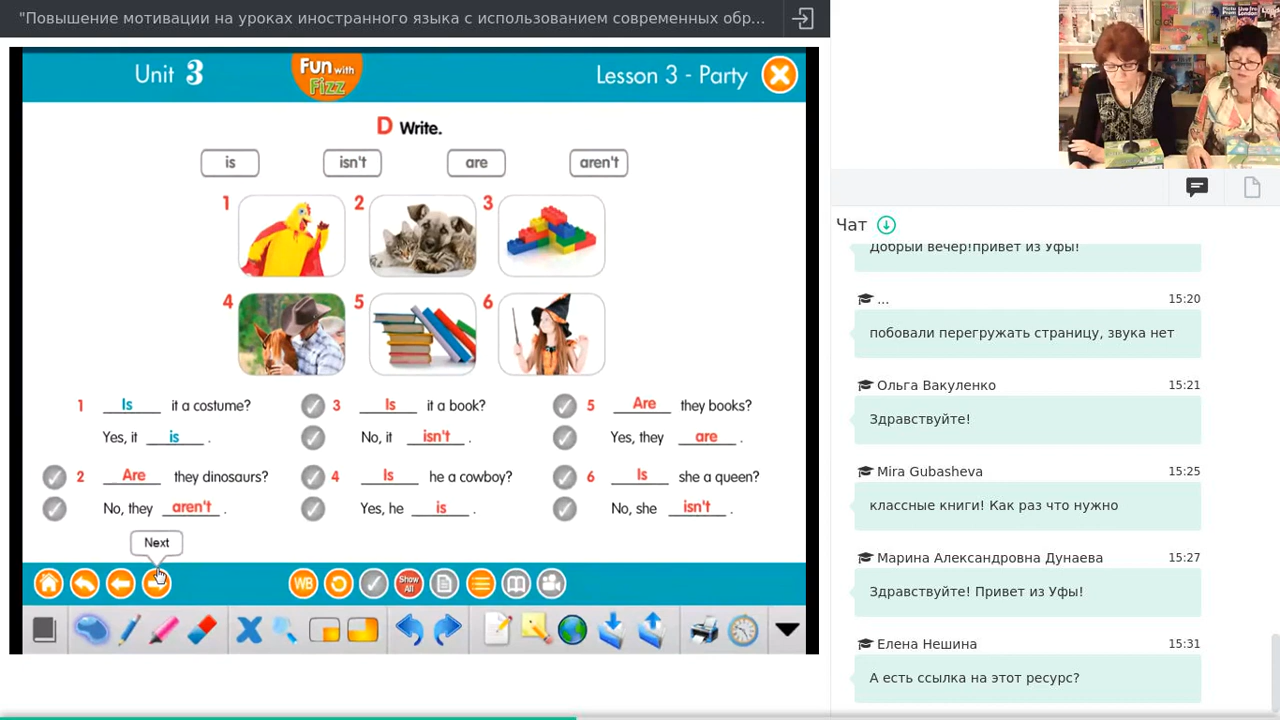 "Повышение мотивации на уроках иностранного языка с использованием современных обр...
Unit 3
Fun with
Fizz
Lesson 3 - Party
D Write.
is
isn't
are
aren't
1
2
3
4
5
6
1 Is it a costume?
Yes, it is .
2 Are they dinosaurs?
No, they aren't .
3 Is it a book?
No, it isn't .
4 Is he a cowboy?
Yes, he is .
5 Are they books?
Yes, they are .
6 Is she a queen?
No, she isn't .
Next
WB
Show
All
Чат
Добрый вечер!привет из Уфы!
... 15:20
побовали перегружать страницу, звука нет
Ольга Вакуленко 15:21
Здравствуйте!
Mira Gubasheva 15:25
классные книги! Как раз что нужно
Марина Александровна Дунаева 15:27
Здравствуйте! Привет из Уфы!
Елена Нешина 15:31
А есть ссылка на этот ресурс?